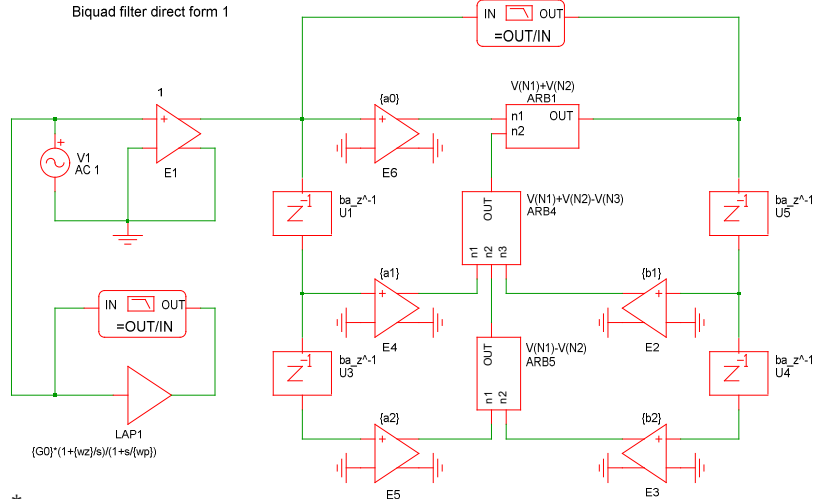 Biquad filter direct form 1
IN OUT
=OUT/IN
1
+
E1
+
V1
AC 1
{a0}
+
E6
V(N1)+V(N2)
ARB1
n1 OUT
n2
Z-1
ba_z^-1
U1
OUT
n1 n2 n3
V(N1)+V(N2)-V(N3)
ARB4
Z-1
ba_z^-1
U5
{a1}
+
E4
{b1}
+
E2
IN OUT
=OUT/IN
LAP1
{G0}*(1+{wz}/s)/(1+s/{wp})
Z-1
ba_z^-1
U3
OUT
n1 n2
V(N1)-V(N2)
ARB5
Z-1
ba_z^-1
U4
{a2}
+
E5
{b2}
+
E3
*